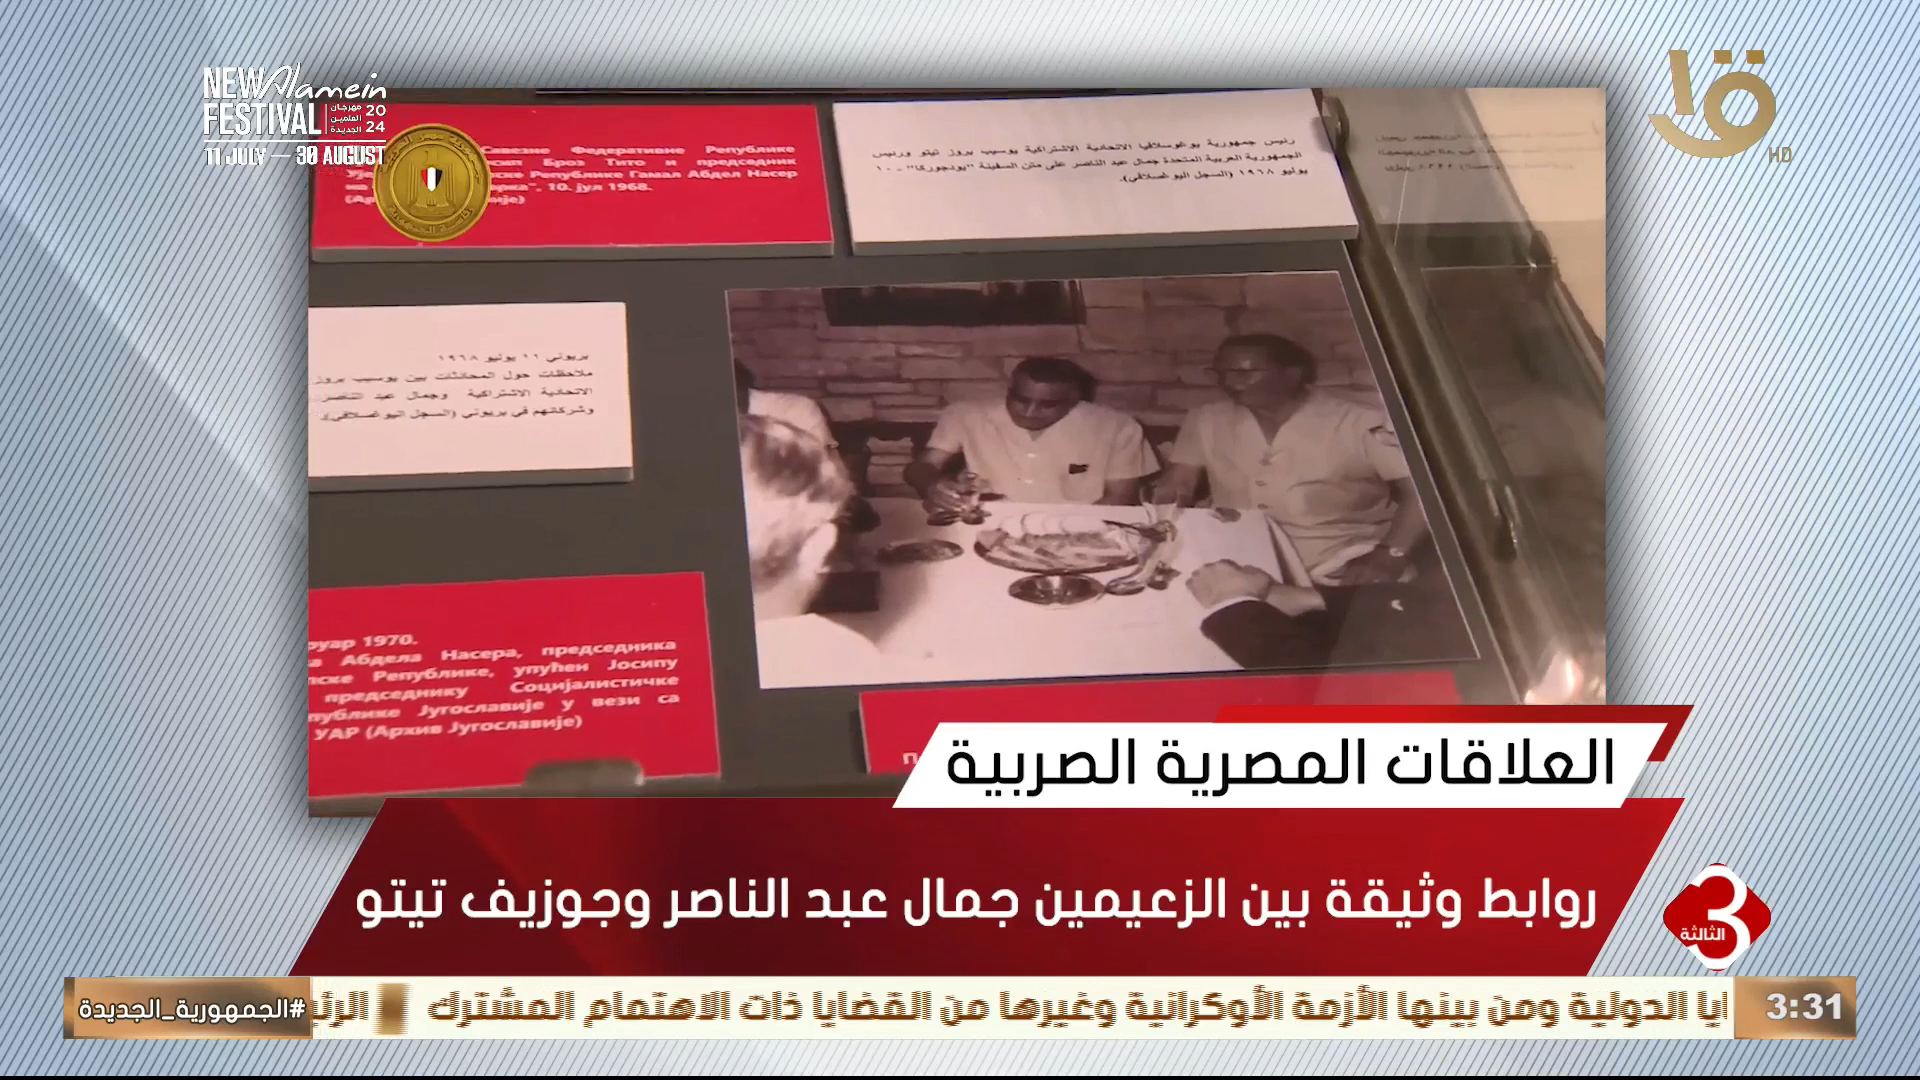 NEW Alamein
FESTIVAL
مهرجان
العلمين
الجديدة
20
24
11 JULY — 30 AUGUST
HD
Савезне Федеративне Републике
Броз Тито и председник
Републике Гамал Абдел Насер
на
10. јул 1968.
رئيس جمهورية يوغوسلافيا الاتحادية الاشتراكية يوسيب بروز تيتو ورئيس
الجمهورية العربية المتحدة جمال عبد الناصر على متن السفينة
يوليو ١٩٦٨ (السجل اليوغسلافي).
بريوني ١١ يوليو ١٩٦٨
ملاحظات حول المحادثات بين يوسيب بروز
الاتحادية الاشتراكية وجمال عبد الناصر
وشركائهم في بريوني (السجل اليوغسلافي).
1970.
Абдела Насера, председника
Републике, упућен Јосипу
председнику Социјалистичке
Југославије у вези са
УАР (Архив Југославије)
العلاقات المصرية الصربية
روابط وثيقة بين الزعيمين جمال عبد الناصر وجوزيف تيتو
3
الثالثة
3:31
ايا الدولية ومن بينها الأزمة الأوكرانية وغيرها من القضايا ذات الاهتمام المشترك
#الجمهورية_الجديدة